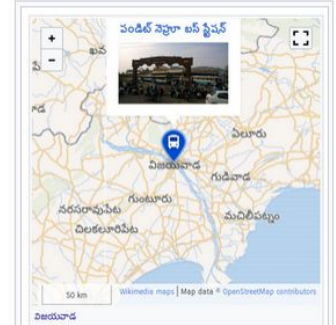 పండిట్ నెహ్రూ బస్ స్టేషన్
ఏలూరు
విజయవాడ
గుడివాడ
గుంటూరు
నరసరావుపేట
మచిలీపట్నం
చిలకలూరిపేట
50 km
Wikimedia maps | Map data © OpenStreetMap contributors
విజయవాడ